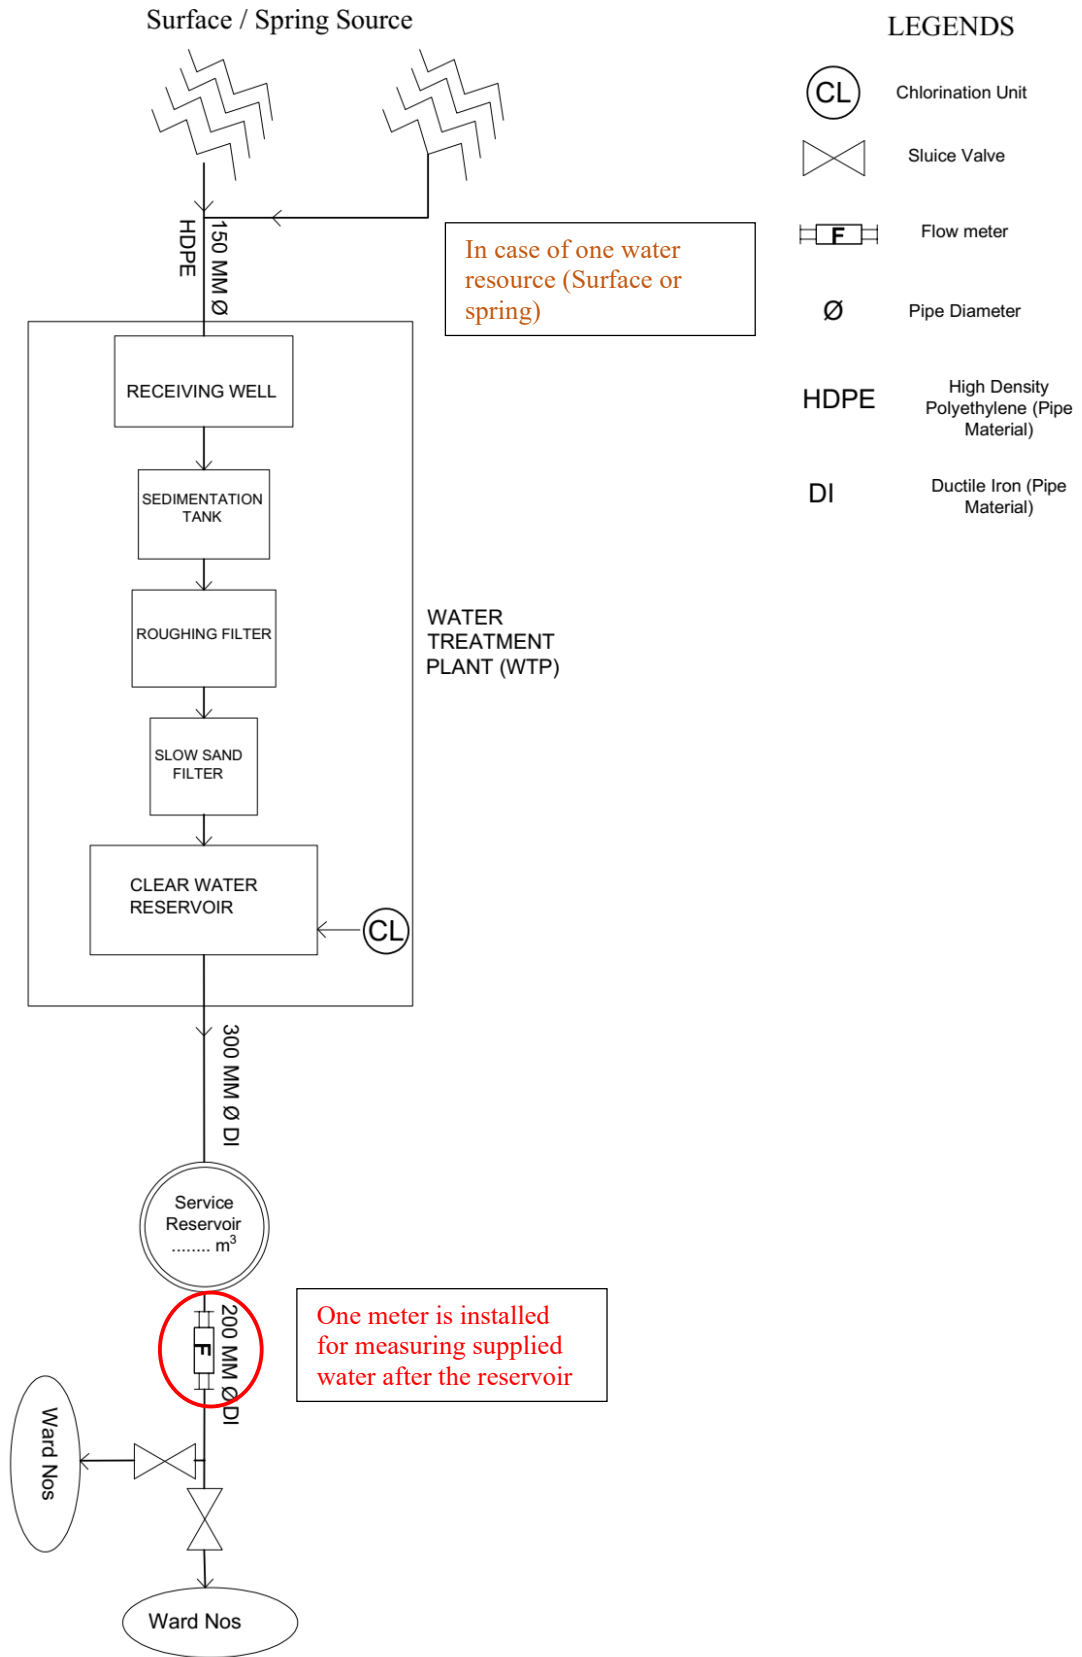 Surface / Spring Source
150 MM Ø
HDPE
In case of one water
resource (Surface or
spring)
RECEIVING WELL
SEDIMENTATION
TANK
ROUGHING FILTER
SLOW SAND
FILTER
CLEAR WATER
RESERVOIR
CL
WATER
TREATMENT
PLANT (WTP)
300 MM Ø DI
Service
Reservoir
........ m³
F
200 MM Ø DI
One meter is installed
for measuring supplied
water after the reservoir
Ward Nos
Ward Nos
LEGENDS
CL
Chlorination Unit
Sluice Valve
F
Flow meter
Ø
Pipe Diameter
HDPE
High Density
Polyethylene (Pipe
Material)
DI
Ductile Iron (Pipe
Material)